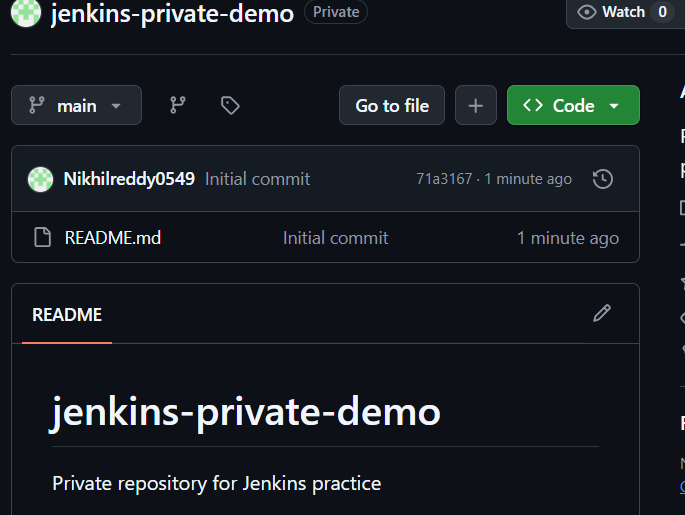 jenkins-private-demo Private Watch 0
main Go to file Code
Nikhilreddy0549 Initial commit 71a3167 · 1 minute ago
README.md Initial commit 1 minute ago
README
jenkins-private-demo
Private repository for Jenkins practice